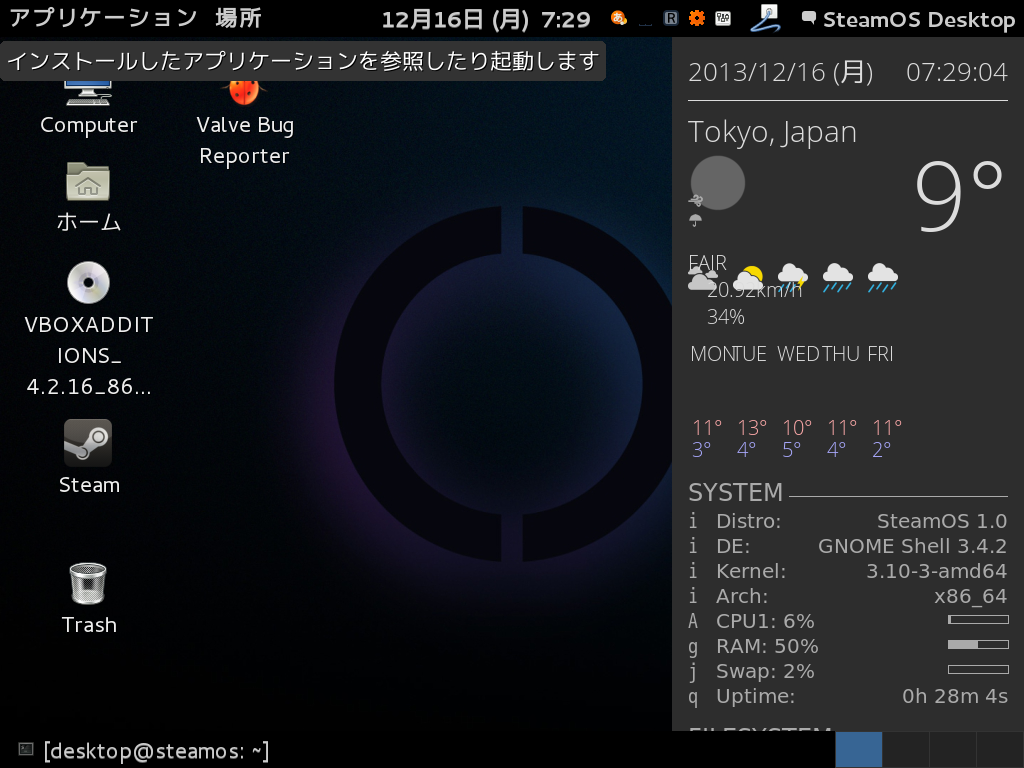 アプリケーション 場所 12月16日 (月) 7:29 SteamOS Desktop
インストールしたアプリケーションを参照したり起動します
Computer
Valve Bug
Reporter
ホーム
VBOXADDIT
IONS_
4.2.16_86...
Steam
Trash
2013/12/16 (月) 07:29:04
Tokyo, Japan
9°
FAIR
20.92km/h
34%
MON TUE WED THU FRI
11° 13° 10° 11° 11°
3° 4° 5° 4° 2°
SYSTEM
i Distro: SteamOS 1.0
i DE: GNOME Shell 3.4.2
i Kernel: 3.10-3-amd64
i Arch: x86_64
A CPU1: 6%
g RAM: 50%
j Swap: 2%
q Uptime: 0h 28m 4s
FILESYSTEM
[desktop@steamos: ~]